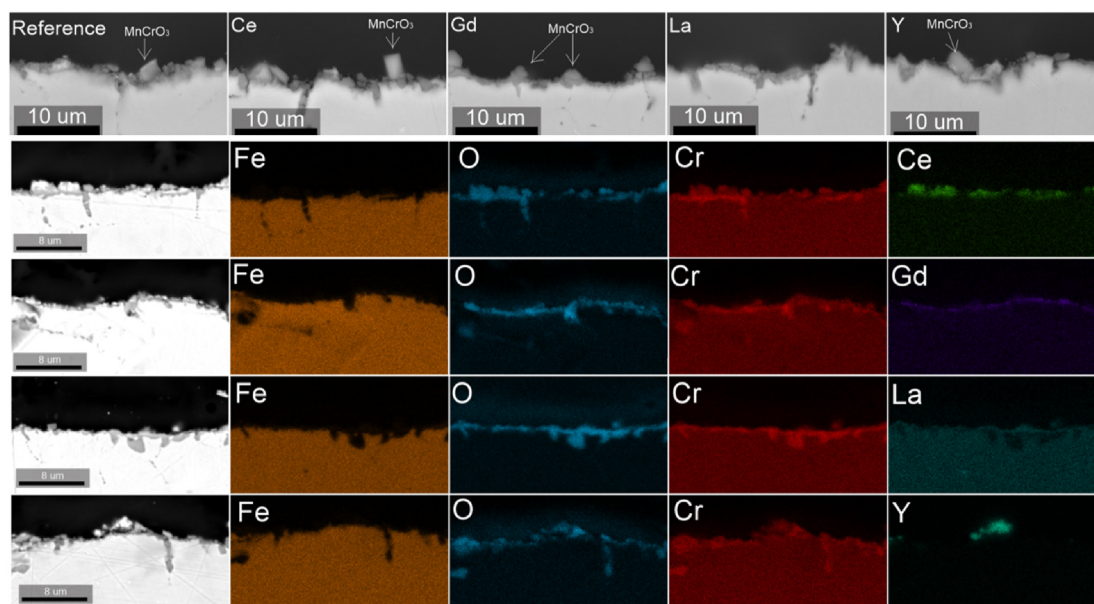 Reference
MnCrO₃
10 um
Ce
MnCrO₃
10 um
Gd
MnCrO₃
10 um
La
10 um
Y
MnCrO₃
10 um
8 um
Fe
O
Cr
Ce
8 um
Fe
O
Cr
Gd
8 um
Fe
O
Cr
La
8 um
Fe
O
Cr
Y